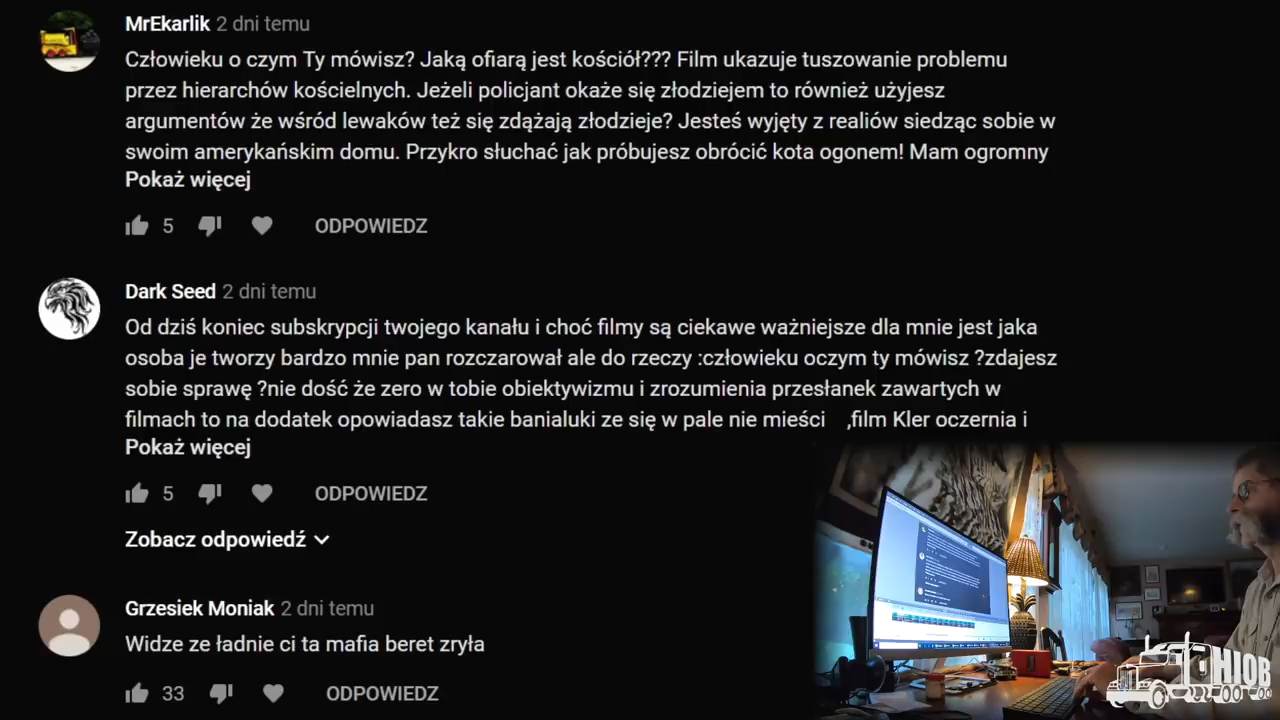 MrEkarlik 2 dni temu
Człowieku o czym Ty mówisz? Jaką ofiarą jest kościół??? Film ukazuje tuszowanie problemu
przez hierarchów kościelnych. Jeżeli policjant okaże się złodziejem to również użyjesz
argumentów że wśród lewaków też się zdążają złodzieje? Jesteś wyjęty z realiów siedząc sobie w
swoim amerykańskim domu. Przykro słuchać jak próbujesz obrócić kota ogonem! Mam ogromny
Pokaż więcej
5 ODPOWIEDZ
Dark Seed 2 dni temu
Od dziś koniec subskrypcji twojego kanału i choć filmy są ciekawe ważniejsze dla mnie jest jaka
osoba je tworzy bardzo mnie pan rozczarował ale do rzeczy :człowieku oczym ty mówisz ?zdajesz
sobie sprawę ?nie dość że zero w tobie obiektywizmu i zrozumienia przesłanek zawartych w
filmach to na dodatek opowiadasz takie banialuki ze się w pale nie mieści ,film Kler oczernia i
Pokaż więcej
5 ODPOWIEDZ
Zobacz odpowiedź
Grzesiek Moniak 2 dni temu
Widze ze ładnie ci ta mafia beret zryła
33 ODPOWIEDZ
HIOB